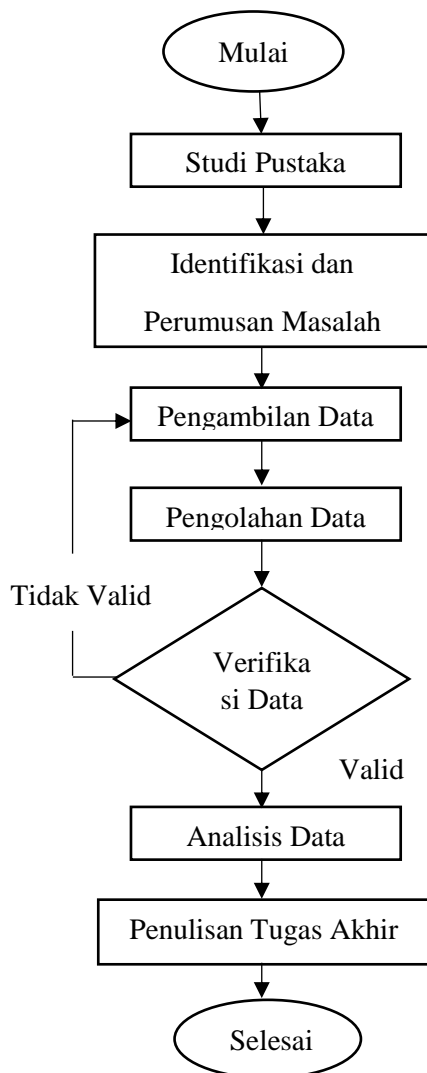 Mulai
Studi Pustaka
Identifikasi dan
Perumusan Masalah
Pengambilan Data
Pengolahan Data
Tidak Valid
Verifika
si Data
Valid
Analisis Data
Penulisan Tugas Akhir
Selesai